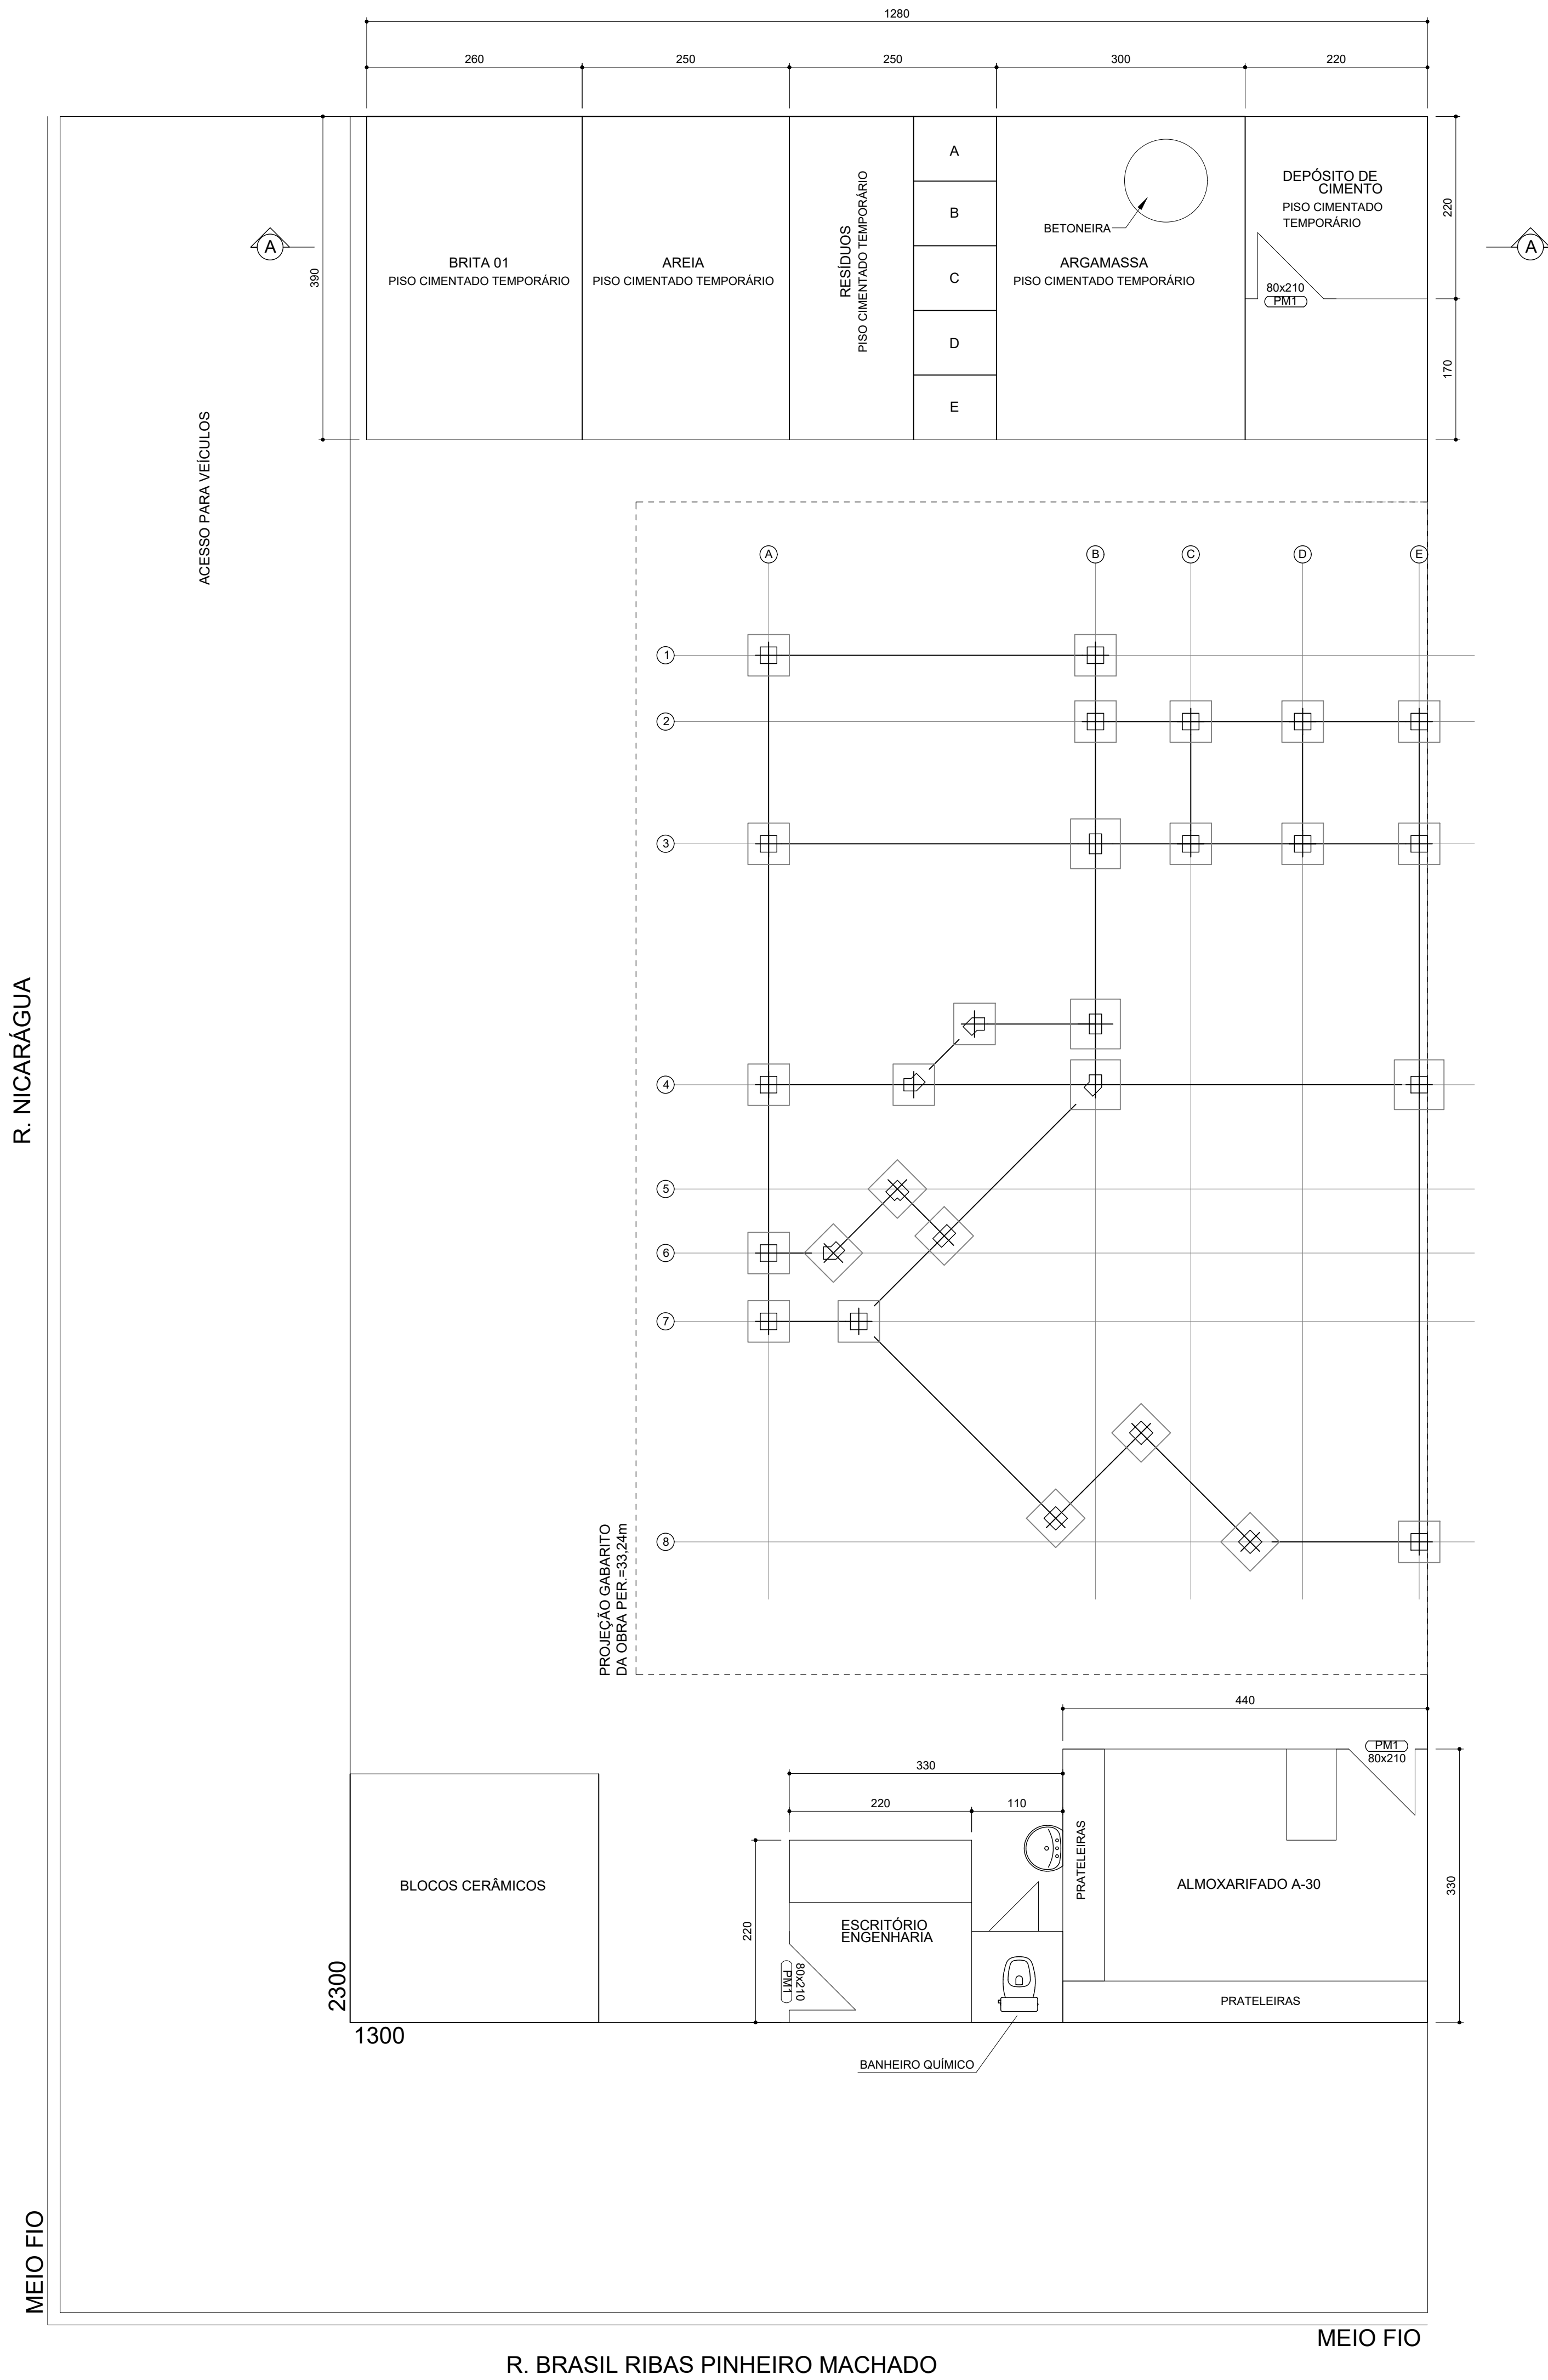 1280
260
250
250
300
220
A
B
C
D
E
BETONEIRA
DEPÓSITO DE
CIMENTO
PISO CIMENTADO
TEMPORÁRIO
220
A
A
BRITA 01
PISO CIMENTADO TEMPORÁRIO
AREIA
PISO CIMENTADO TEMPORÁRIO
RESÍDUOS
PISO CIMENTADO TEMPORÁRIO
ARGAMASSA
PISO CIMENTADO TEMPORÁRIO
80x210
PM1
390
170
ACESSO PARA VEÍCULOS
A
B
C
D
E
1
2
3
4
5
6
7
8
R. NICARÁGUA
PROJEÇÃO GABARITO
DA OBRA PER.=33,24m
440
PM1
80x210
330
220
110
PRATELEIRAS
BLOCOS CERÂMICOS
ALMOXARIFADO A-30
330
220
ESCRITÓRIO
ENGENHARIA
80x210
PM1
PRATELEIRAS
2300
1300
BANHEIRO QUÍMICO
MEIO FIO
MEIO FIO
R. BRASIL RIBAS PINHEIRO MACHADO